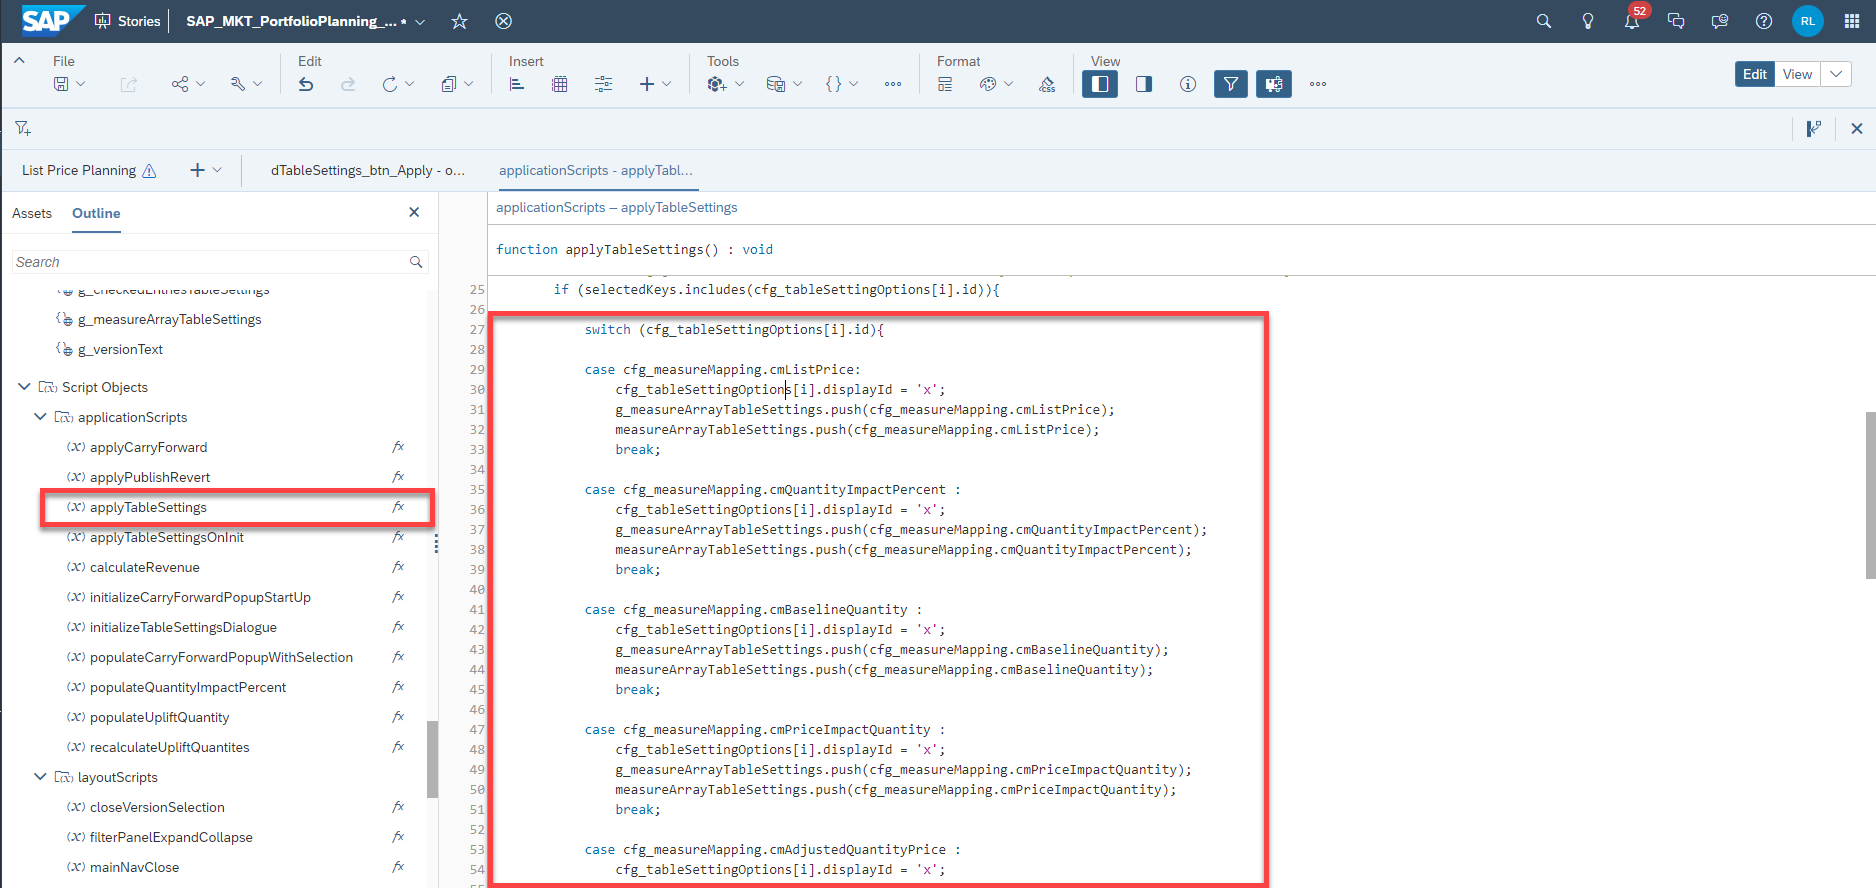 SAP Stories SAP_MKT_PortfolioPlanning_... * 52 RL
File Edit Insert Tools Format View
Edit View
List Price Planning dTableSettings_btn_Apply - o... applicationScripts - applyTabl...
Assets Outline
Search
g_checkedEntriesTableSettings
g_measureArrayTableSettings
g_versionText
Script Objects
applicationScripts
(X) applyCarryForward fx
(X) applyPublishRevert fx
(X) applyTableSettings fx
(X) applyTableSettingsOnInit fx
(X) calculateRevenue fx
(X) initializeCarryForwardPopupStartUp fx
(X) initializeTableSettingsDialogue fx
(X) populateCarryForwardPopupWithSelection fx
(X) populateQuantityImpactPercent fx
(X) populateUpliftQuantity fx
(X) recalculateUpliftQuantites fx
layoutScripts
(X) closeVersionSelection fx
(X) filterPanelExpandCollapse fx
(X) mainNavClose fx
applicationScripts – applyTableSettings
function applyTableSettings() : void
25 if (selectedKeys.includes(cfg_tableSettingOptions[i].id)){
26
27 switch (cfg_tableSettingOptions[i].id){
28
29 case cfg_measureMapping.cmListPrice:
30 cfg_tableSettingOptions[i].displayId = 'x';
31 g_measureArrayTableSettings.push(cfg_measureMapping.cmListPrice);
32 measureArrayTableSettings.push(cfg_measureMapping.cmListPrice);
33 break;
34
35 case cfg_measureMapping.cmQuantityImpactPercent :
36 cfg_tableSettingOptions[i].displayId = 'x';
37 g_measureArrayTableSettings.push(cfg_measureMapping.cmQuantityImpactPercent);
38 measureArrayTableSettings.push(cfg_measureMapping.cmQuantityImpactPercent);
39 break;
40
41 case cfg_measureMapping.cmBaselineQuantity :
42 cfg_tableSettingOptions[i].displayId = 'x';
43 g_measureArrayTableSettings.push(cfg_measureMapping.cmBaselineQuantity);
44 measureArrayTableSettings.push(cfg_measureMapping.cmBaselineQuantity);
45 break;
46
47 case cfg_measureMapping.cmPriceImpactQuantity :
48 cfg_tableSettingOptions[i].displayId = 'x';
49 g_measureArrayTableSettings.push(cfg_measureMapping.cmPriceImpactQuantity);
50 measureArrayTableSettings.push(cfg_measureMapping.cmPriceImpactQuantity);
51 break;
52
53 case cfg_measureMapping.cmAdjustedQuantityPrice :
54 cfg_tableSettingOptions[i].displayId = 'x';